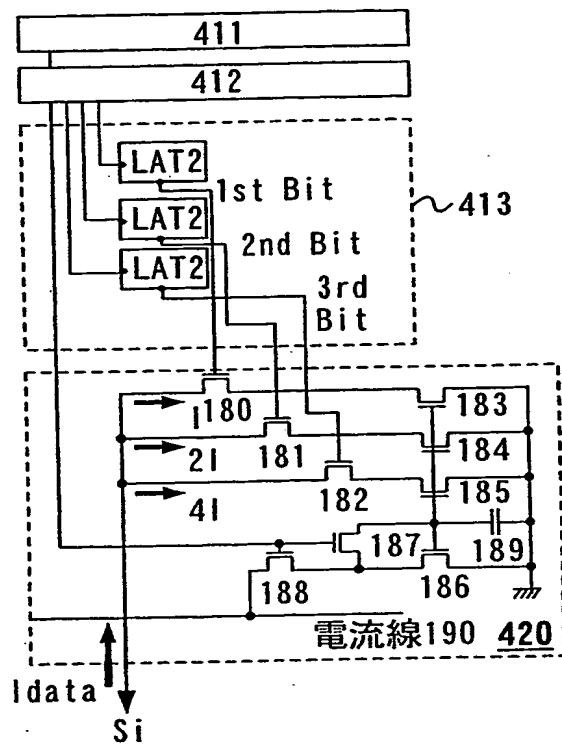 411
412
LAT2
1st Bit
LAT2
2nd Bit
413
LAT2
3rd
Bit
I
180
183
2I
181
184
4I
182
185
187
189
188
186
電流線190
420
Idata
Si